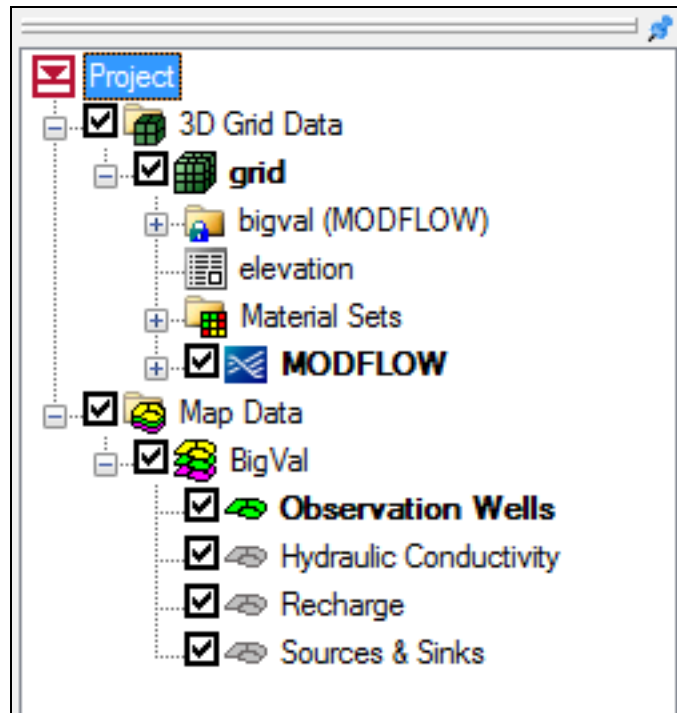 Project
3D Grid Data
grid
bigval (MODFLOW)
elevation
Material Sets
MODFLOW
Map Data
BigVal
Observation Wells
Hydraulic Conductivity
Recharge
Sources & Sinks